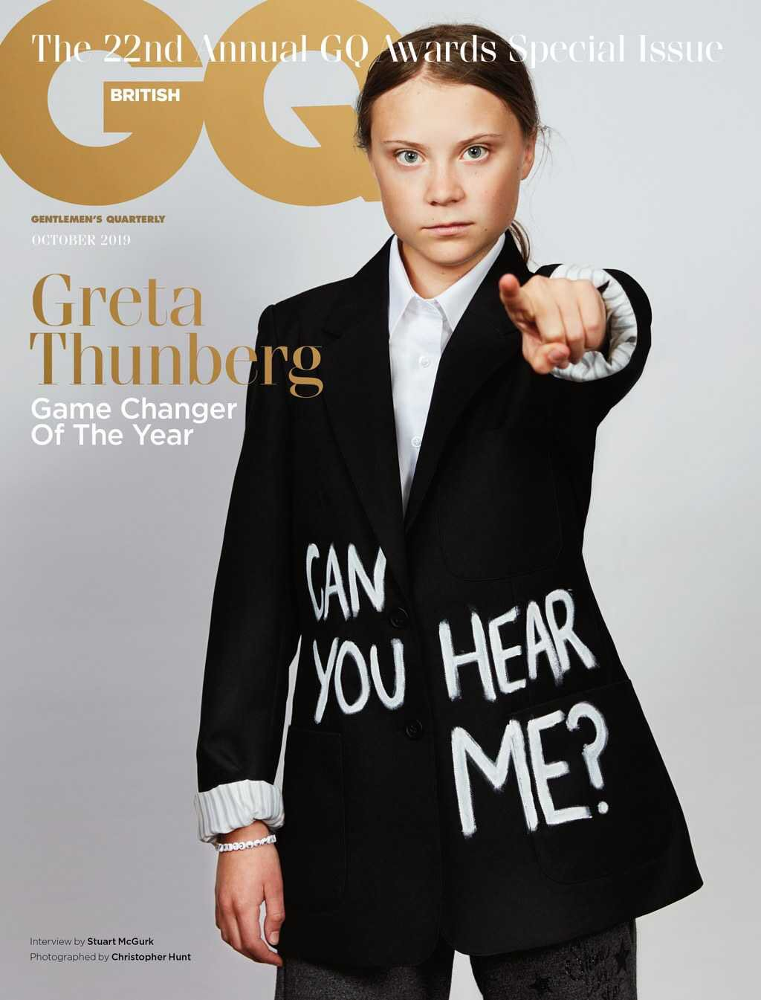 The 22nd Annual GQ Awards Special Issue
GQ
BRITISH
GENTLEMEN'S QUARTERLY
OCTOBER 2019
Greta
Thunberg
Game Changer
Of The Year
CAN
YOU HEAR
ME?
Interview by Stuart McGurk
Photographed by Christopher Hunt